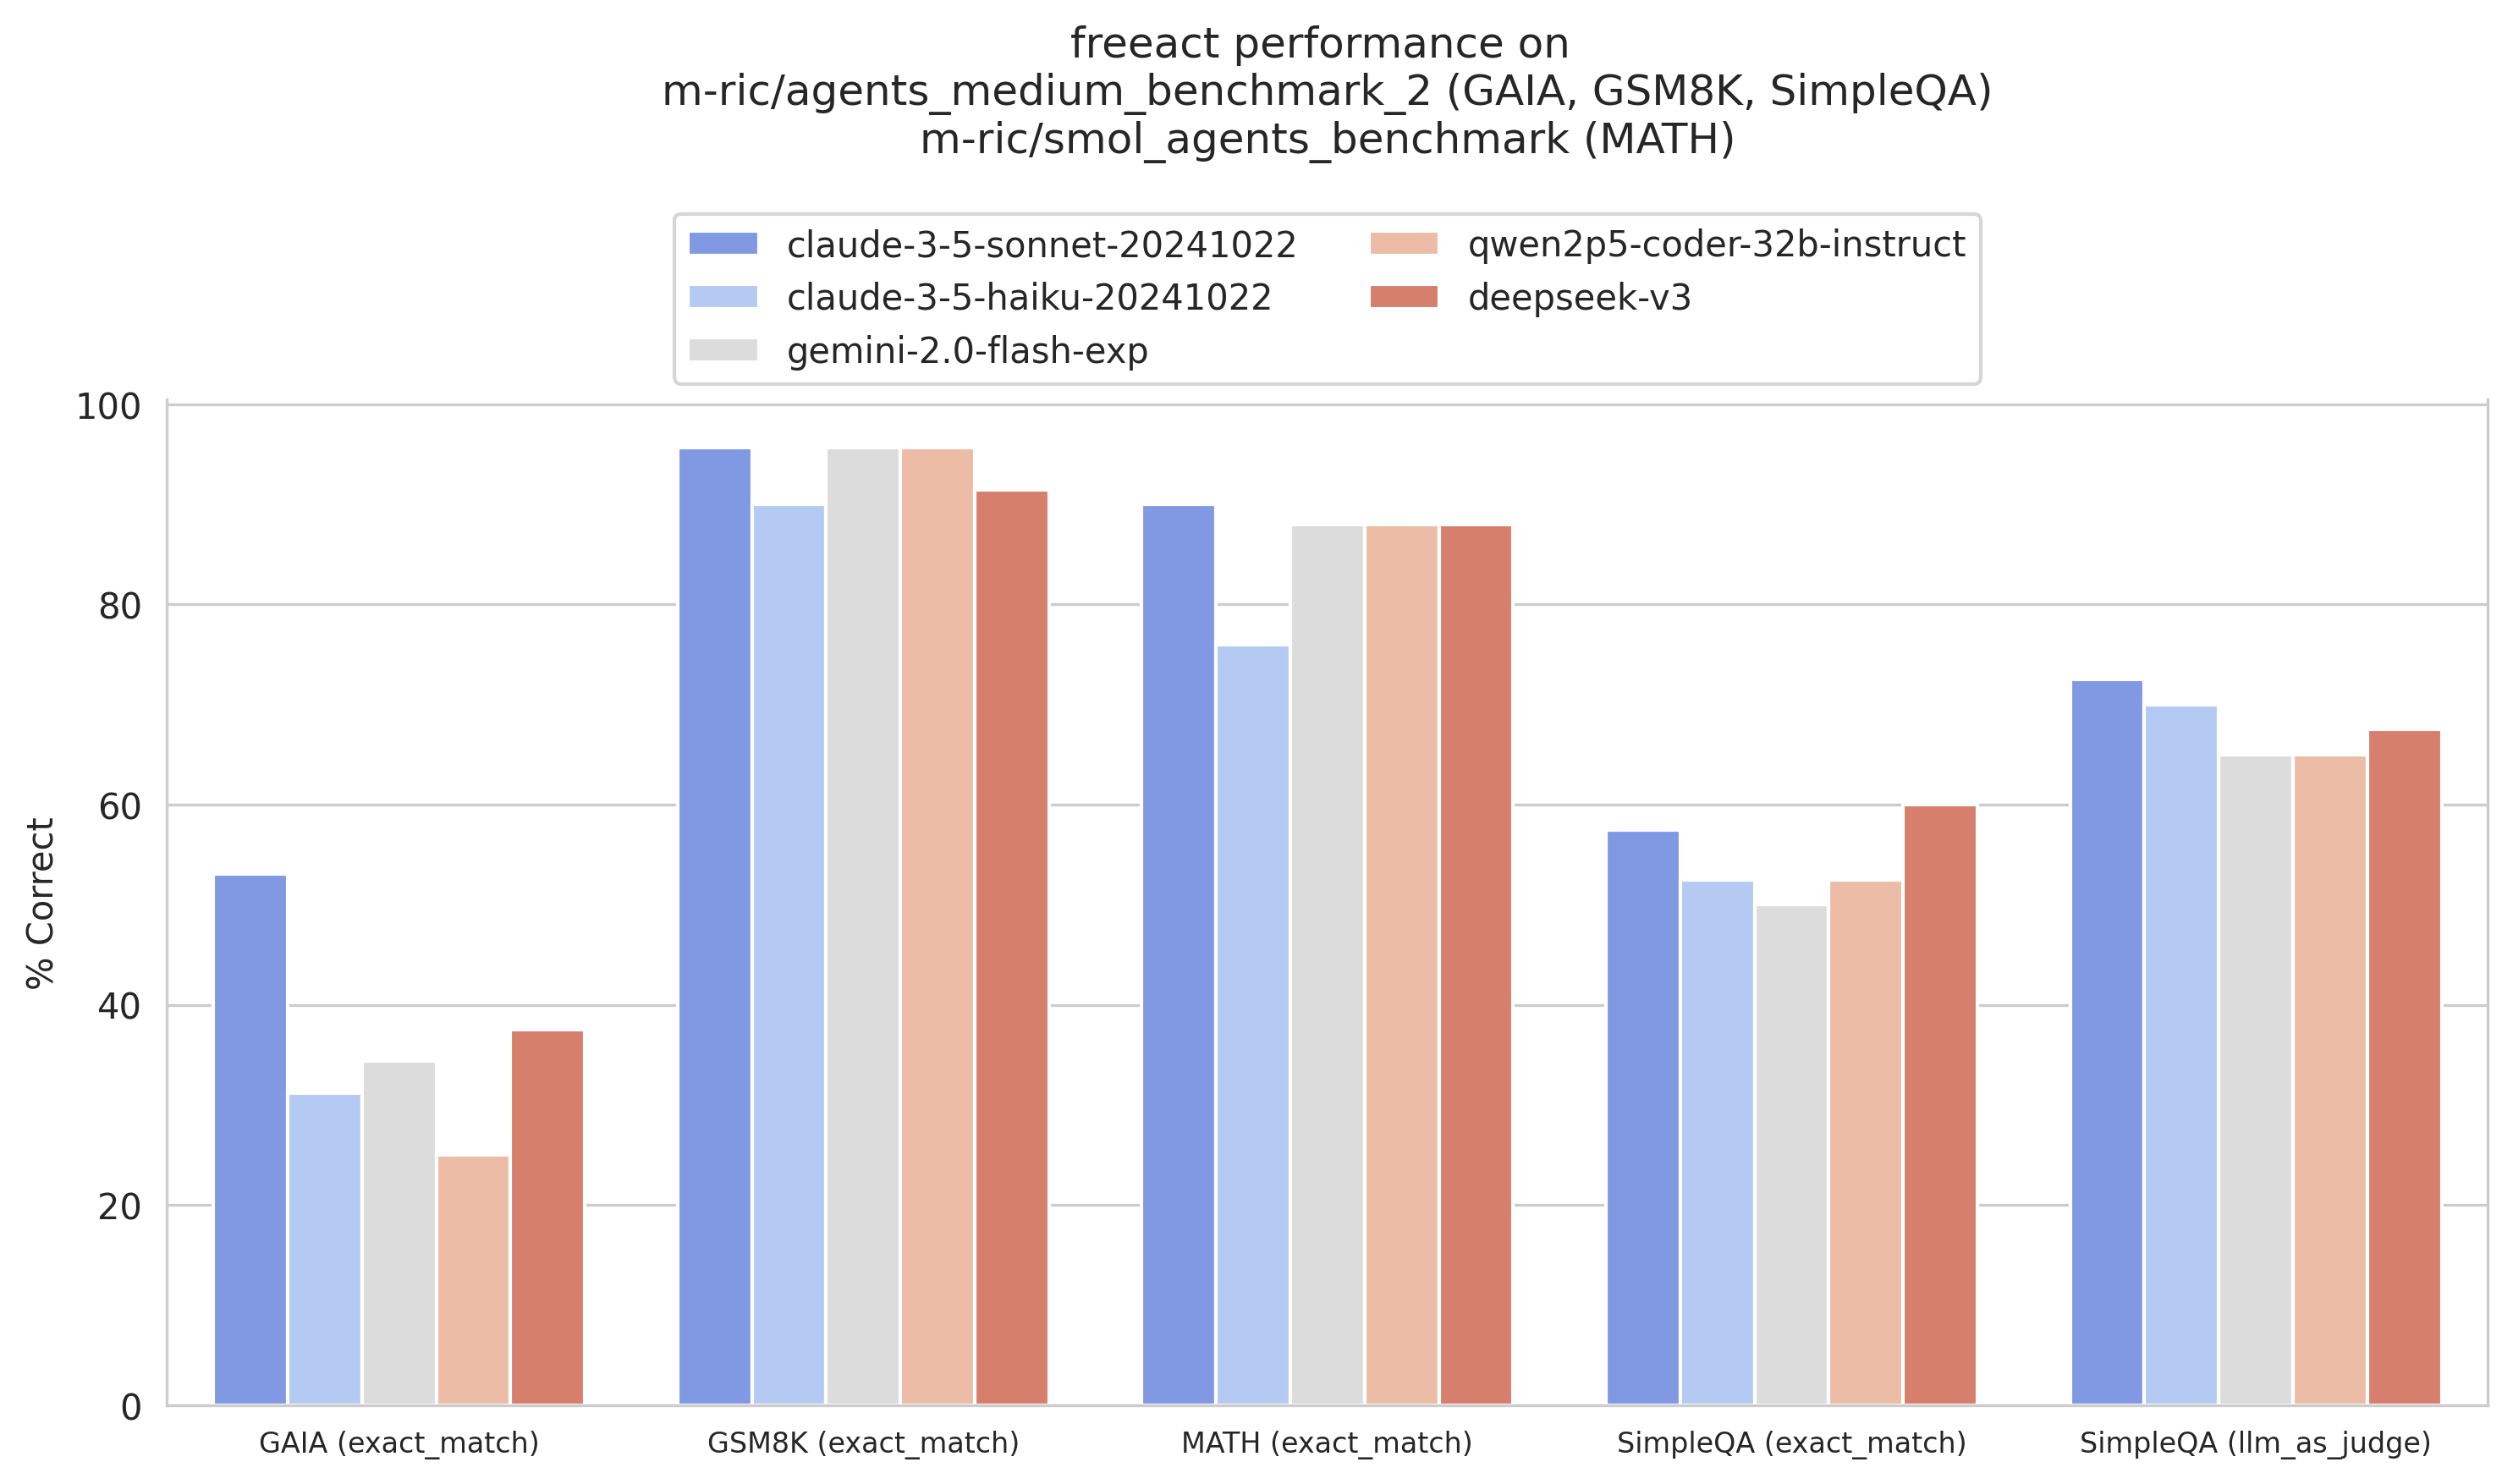 freeact performance on
m-ric/agents_medium_benchmark_2 (GAIA, GSM8K, SimpleQA)
m-ric/smol_agents_benchmark (MATH)
claude-3-5-sonnet-20241022
claude-3-5-haiku-20241022
gemini-2.0-flash-exp
qwen2p5-coder-32b-instruct
deepseek-v3
% Correct
100
80
60
40
20
0
GAIA (exact_match)
GSM8K (exact_match)
MATH (exact_match)
SimpleQA (exact_match)
SimpleQA (llm_as_judge)